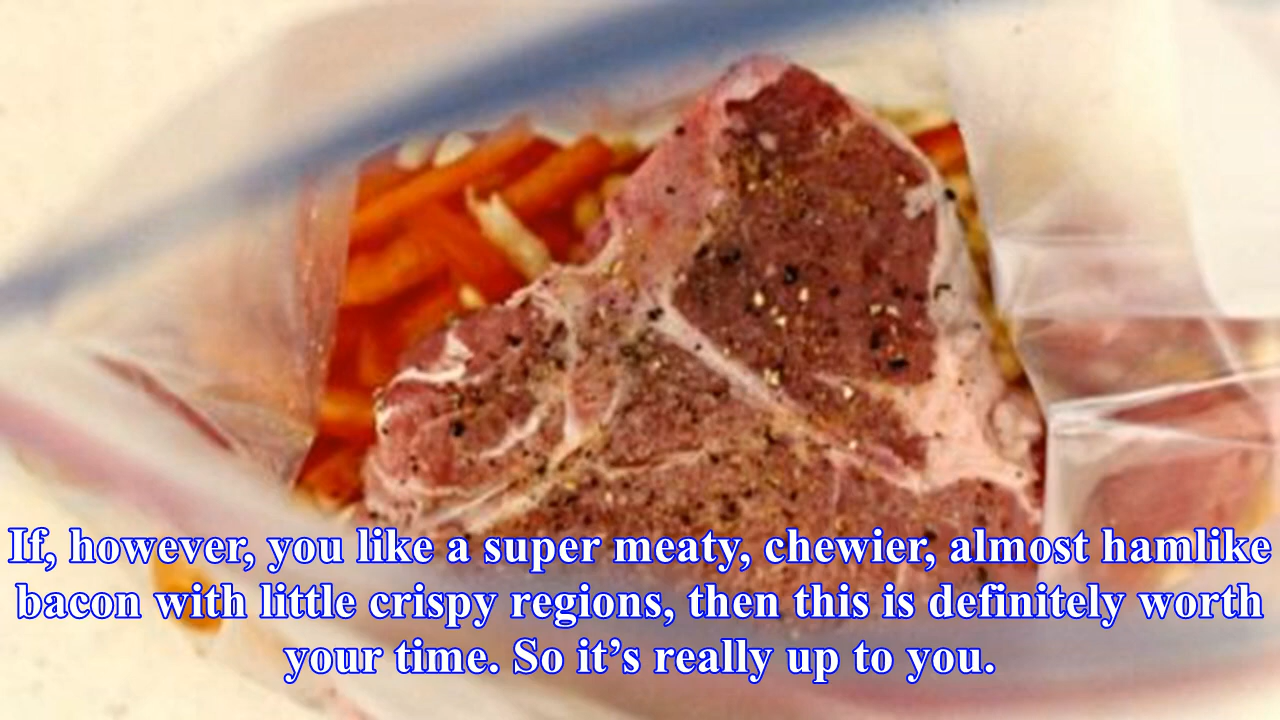 If, however, you like a super meaty, chewier, almost hamlike
bacon with little crispy regions, then this is definitely worth
your time. So it’s really up to you.